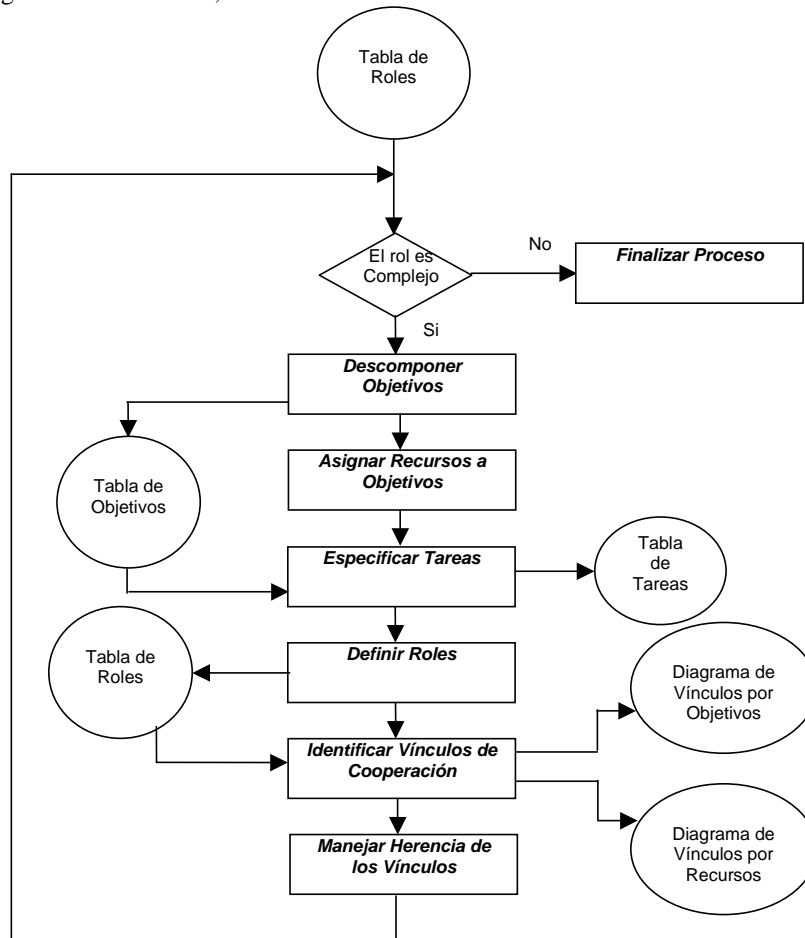 Tabla de
Roles
El rol es
Complejo
No
Finalizar Proceso
Si
Descomponer
Objetivos
Asignar Recursos a
Objetivos
Tabla de
Objetivos
Especificar Tareas
Tabla
de
Tareas
Definir Roles
Tabla de
Roles
Diagrama de
Vínculos por
Objetivos
Identificar Vínculos de
Cooperación
Manejar Herencia de
los Vínculos
Diagrama de
Vínculos por
Recursos